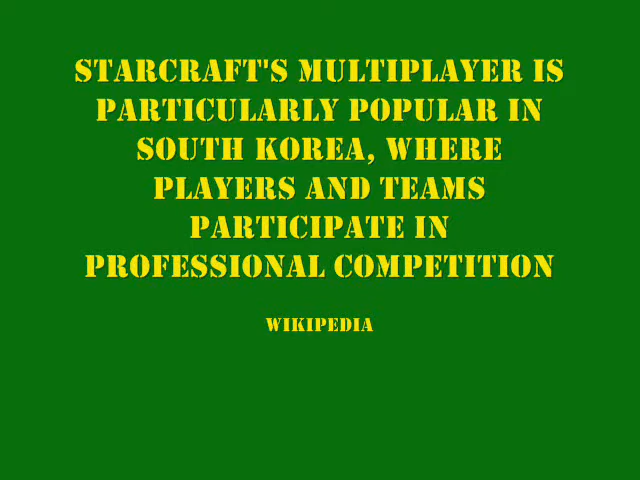 STARCRAFT'S MULTIPLAYER IS
PARTICULARLY POPULAR IN
SOUTH KOREA, WHERE
PLAYERS AND TEAMS
PARTICIPATE IN
PROFESSIONAL COMPETITION
WIKIPEDIA